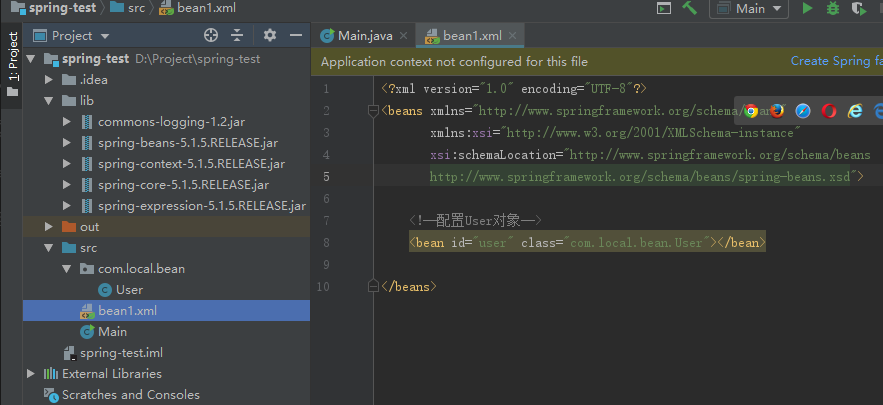 spring-test
src
bean1.xml
Main
1: Project
Project
spring-test D:\Project\spring-test
.idea
lib
commons-logging-1.2.jar
spring-beans-5.1.5.RELEASE.jar
spring-context-5.1.5.RELEASE.jar
spring-core-5.1.5.RELEASE.jar
spring-expression-5.1.5.RELEASE.jar
out
src
com.local.bean
User
bean1.xml
Main
spring-test.iml
External Libraries
Scratches and Consoles
Main.java
bean1.xml
Application context not configured for this file
Create Spring fa
1 <?xml version="1.0" encoding="UTF-8"?>
2 <beans xmlns="http://www.springframework.org/schema/
3 xmlns:xsi="http://www.w3.org/2001/XMLSchema-instance"
4 xsi:schemaLocation="http://www.springframework.org/schema/beans
5 http://www.springframework.org/schema/beans/spring-beans.xsd">
6
7 <!--配置User对象-->
8 <bean id="user" class="com.local.bean.User"></bean>
9
10 </beans>